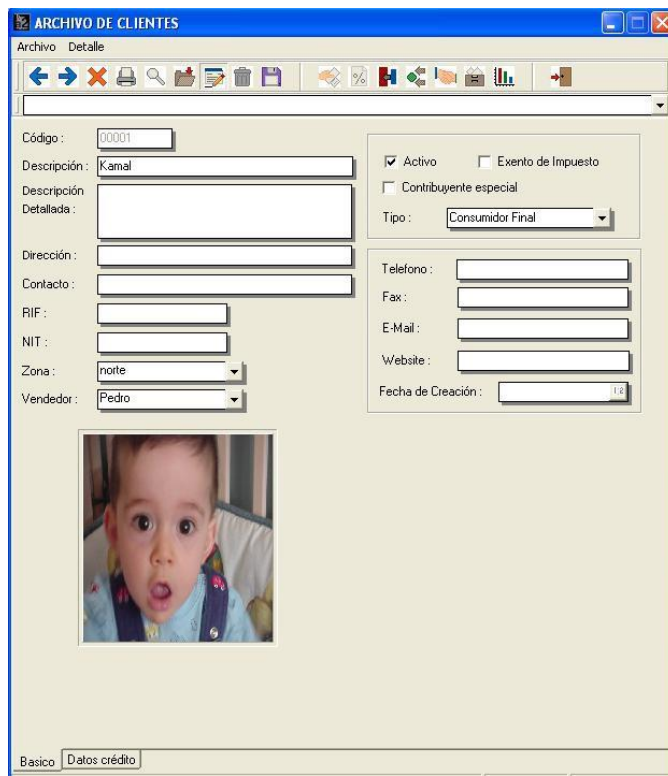 ARCHIVO DE CLIENTES
Archivo Detalle
Código : 00001
Descripción : Kamal
Descripción
Detallada :
Dirección :
Contacto :
RIF :
NIT :
Zona : norte
Vendedor : Pedro
Activo Exento de Impuesto
Contribuyente especial
Tipo : Consumidor Final
Telefono :
Fax :
E-Mail :
Website :
Fecha de Creación :
Basico Datos crédito